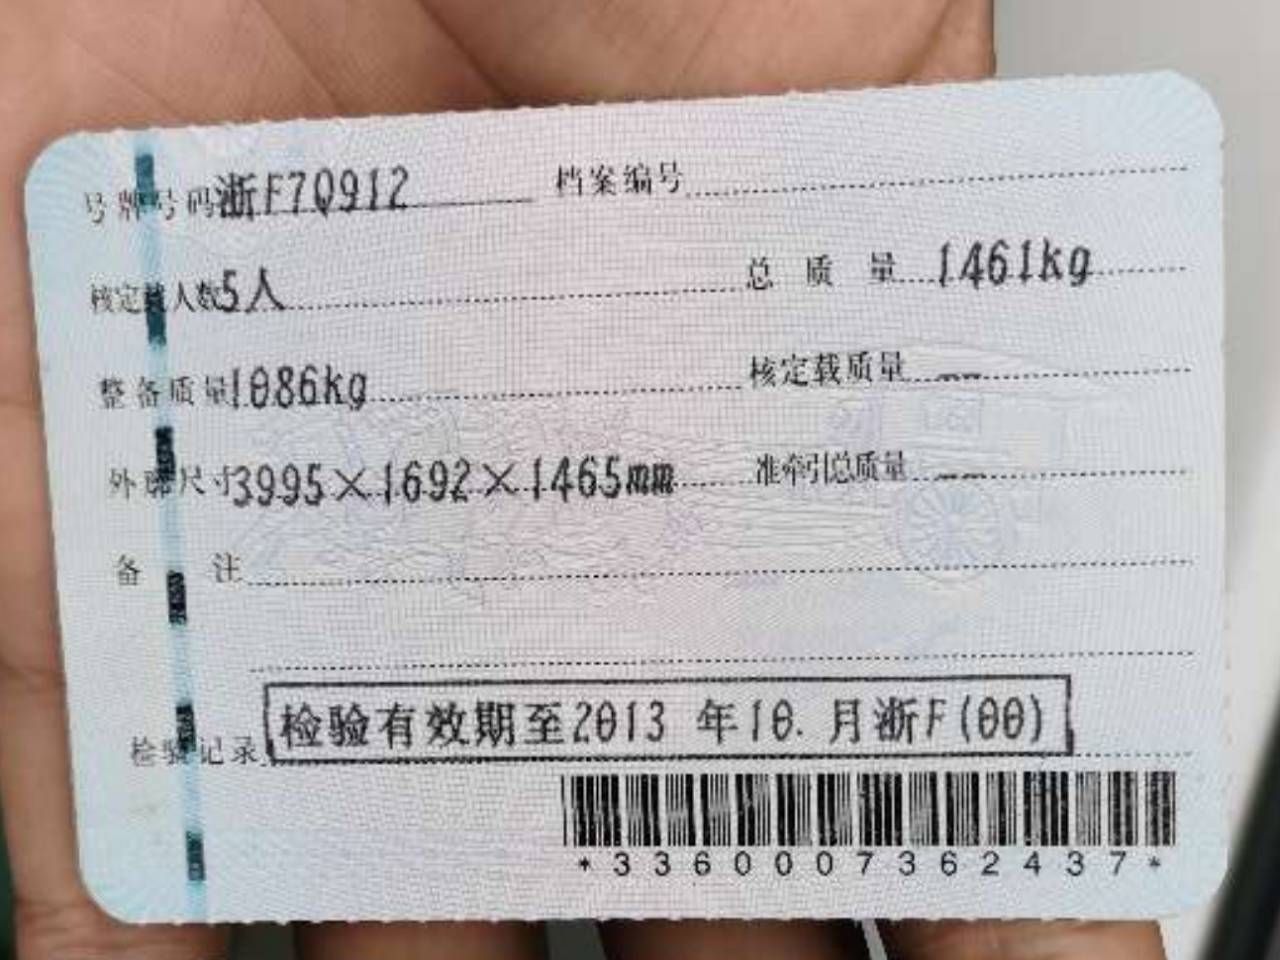 号牌号码浙F7Q912 档案编号
核定载人数5人 总质量1461kg
整备质量1086kg 核定载质量 --
外廓尺寸3995×1692×1465mm 准牵引总质量 --
备注
检验记录 检验有效期至2013 年10. 月浙F(00)
*3360007362437*